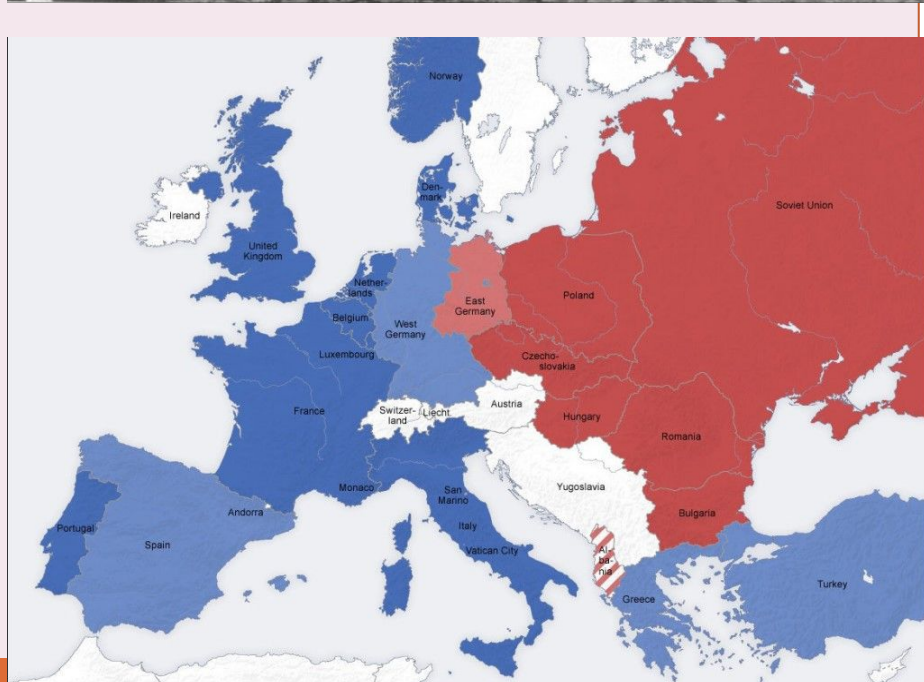 Norway
Den-
mark
Ireland
United
Kingdom
Nether-
lands
Belgium
Luxembourg
West
Germany
East
Germany
Poland
Soviet Union
Czecho-
slovakia
France
Switzer-
land
Liecht.
Austria
Hungary
Romania
Yugoslavia
Monaco
San
Marino
Italy
Vatican City
Bulgaria
Andorra
Portugal
Spain
Al-
ba-
nia
Greece
Turkey